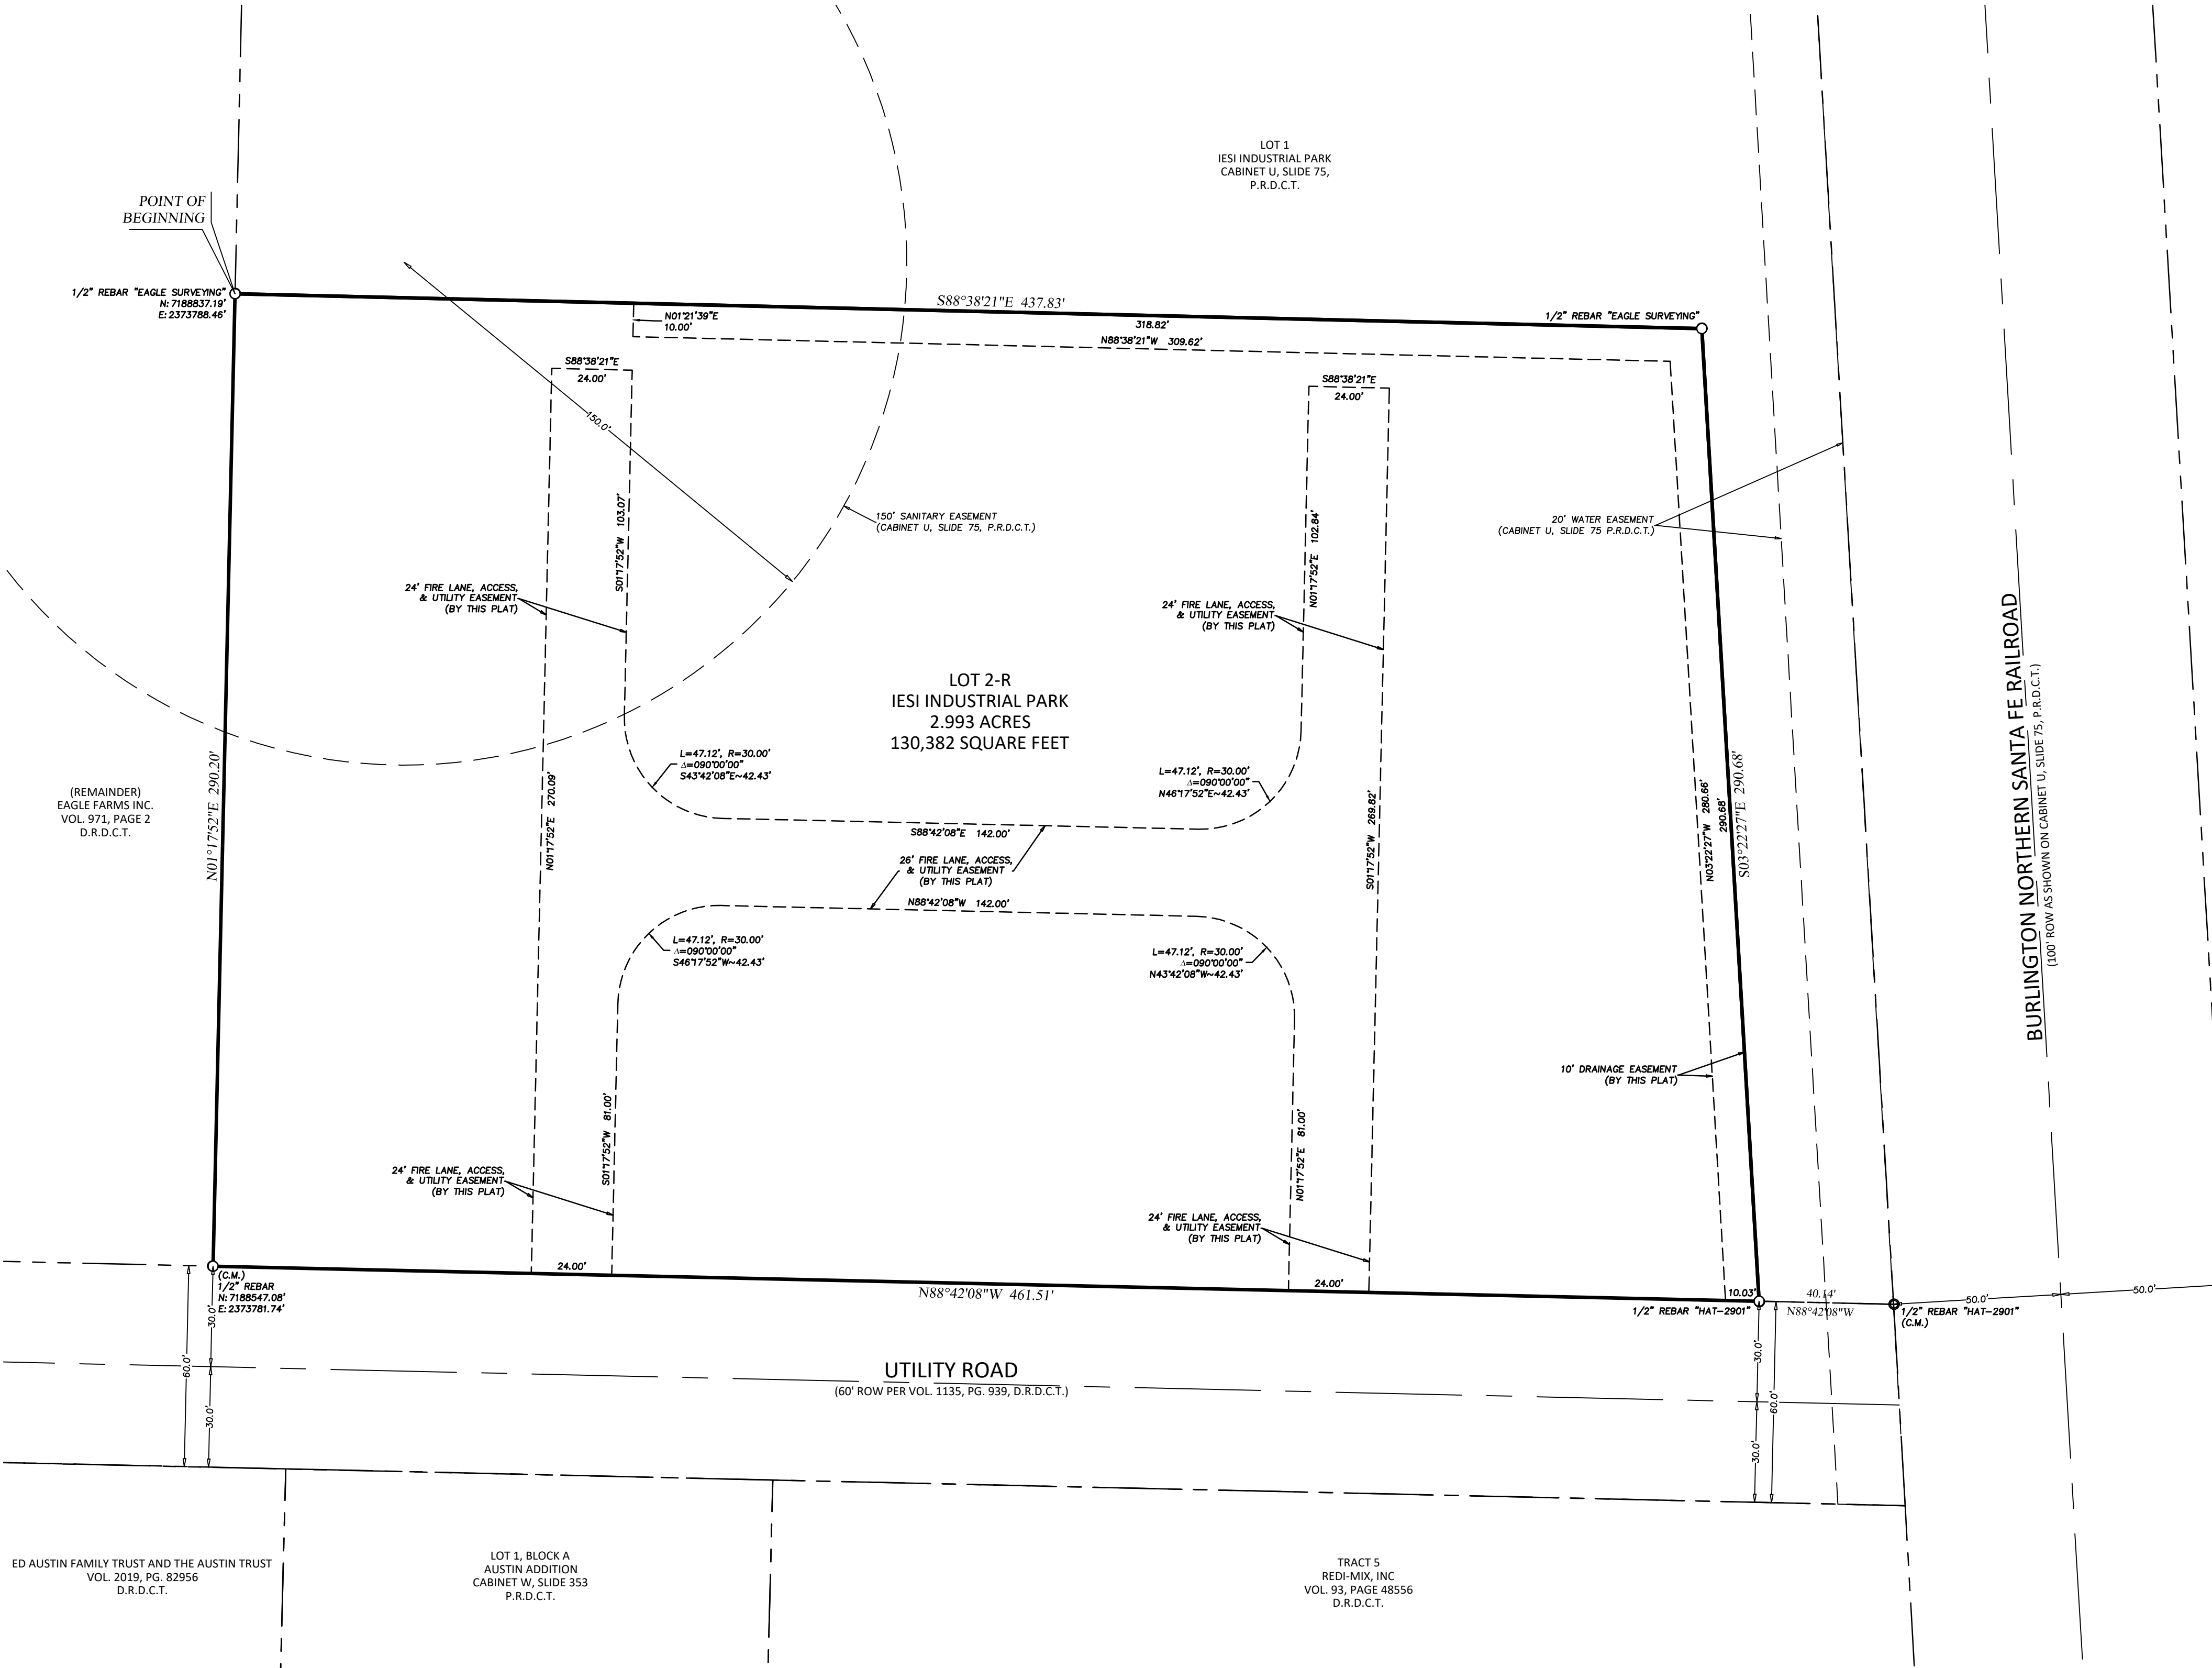 LOT 1
IESI INDUSTRIAL PARK
CABINET U, SLIDE 75,
P.R.D.C.T.
POINT OF
BEGINNING
1/2" REBAR "EAGLE SURVEYING"
N: 7188837.19'
E: 2373788.46'
S88°38'21"E 437.83'
1/2" REBAR "EAGLE SURVEYING"
N01°21'39"E
10.00'
318.82'
N88°38'21"W 309.62'
S88°38'21"E
24.00'
S88°38'21"E
24.00'
150.0'
S01°17'52"W 103.07'
150' SANITARY EASEMENT
(CABINET U, SLIDE 75, P.R.D.C.T.)
N01°17'52"E 102.84'
20' WATER EASEMENT
(CABINET U, SLIDE 75 P.R.D.C.T.)
24' FIRE LANE, ACCESS,
& UTILITY EASEMENT
(BY THIS PLAT)
24' FIRE LANE, ACCESS,
& UTILITY EASEMENT
(BY THIS PLAT)
LOT 2-R
IESI INDUSTRIAL PARK
2.993 ACRES
130,382 SQUARE FEET
BURLINGTON NORTHERN SANTA FE RAILROAD
(100' ROW AS SHOWN ON CABINET U, SLIDE 75, P.R.D.C.T.)
(REMAINDER)
EAGLE FARMS INC.
VOL. 971, PAGE 2
D.R.D.C.T.
N01°17'52"E 290.20'
N01°17'52"E 270.09'
L=47.12', R=30.00'
Δ=090°00'00"
S43°42'08"E~42.43'
L=47.12', R=30.00'
Δ=090°00'00"
N46°17'52"E~42.43'
S88°42'08"E 142.00'
S01°17'52"W 269.82'
N03°22'27"W 280.66'
290.68'
S03°22'27"E 290.68'
26' FIRE LANE, ACCESS,
& UTILITY EASEMENT
(BY THIS PLAT)
N88°42'08"W 142.00'
L=47.12', R=30.00'
Δ=090°00'00"
S46°17'52"W~42.43'
L=47.12', R=30.00'
Δ=090°00'00"
N43°42'08"W~42.43'
10' DRAINAGE EASEMENT
(BY THIS PLAT)
S01°17'52"W 81.00'
N01°17'52"E 81.00'
24' FIRE LANE, ACCESS,
& UTILITY EASEMENT
(BY THIS PLAT)
24' FIRE LANE, ACCESS,
& UTILITY EASEMENT
(BY THIS PLAT)
(C.M.)
1/2" REBAR
N: 7188547.08'
E: 2373781.74'
24.00'
N88°42'08"W 461.51'
24.00'
10.03'
1/2" REBAR "HAT-2901"
40.14'
N88°42'08"W
1/2" REBAR "HAT-2901"
(C.M.)
50.0'
50.0'
30.0'
60.0'
30.0'
30.0'
60.0'
30.0'
UTILITY ROAD
(60' ROW PER VOL. 1135, PG. 939, D.R.D.C.T.)
ED AUSTIN FAMILY TRUST AND THE AUSTIN TRUST
VOL. 2019, PG. 82956
D.R.D.C.T.
LOT 1, BLOCK A
AUSTIN ADDITION
CABINET W, SLIDE 353
P.R.D.C.T.
TRACT 5
REDI-MIX, INC
VOL. 93, PAGE 48556
D.R.D.C.T.